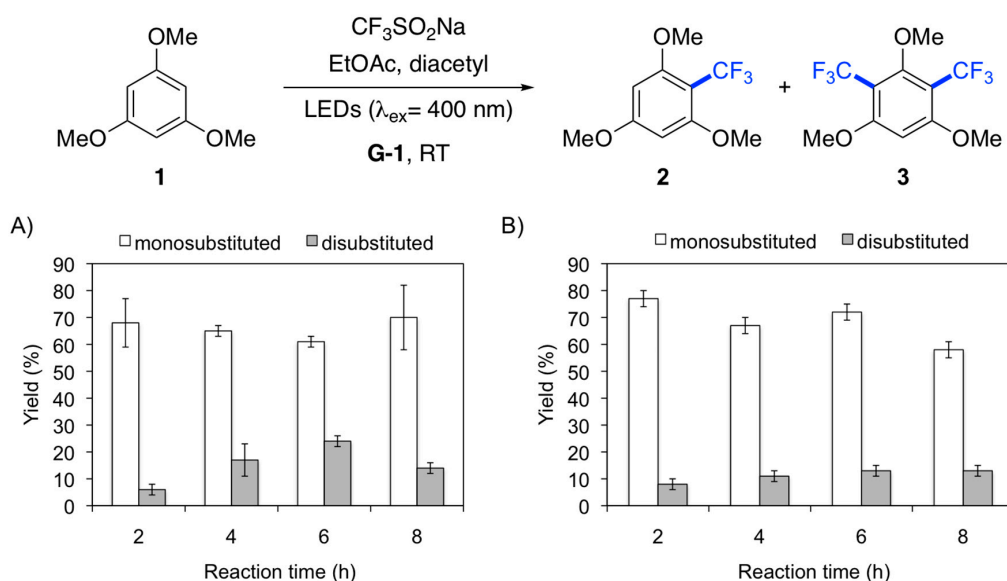 OMe
MeO
OMe
1
CF₃SO₂Na
EtOAc, diacetyl
LEDs (λex= 400 nm)
G-1, RT
OMe
CF₃
MeO
OMe
2
+
OMe
F₃C
CF₃
MeO
OMe
3
A)
monosubstituted
disubstituted
90
80
70
60
50
40
30
20
10
0
Yield (%)
2 4 6 8
Reaction time (h)
B)
monosubstituted
disubstituted
90
80
70
60
50
40
30
20
10
0
Yield (%)
2 4 6 8
Reaction time (h)